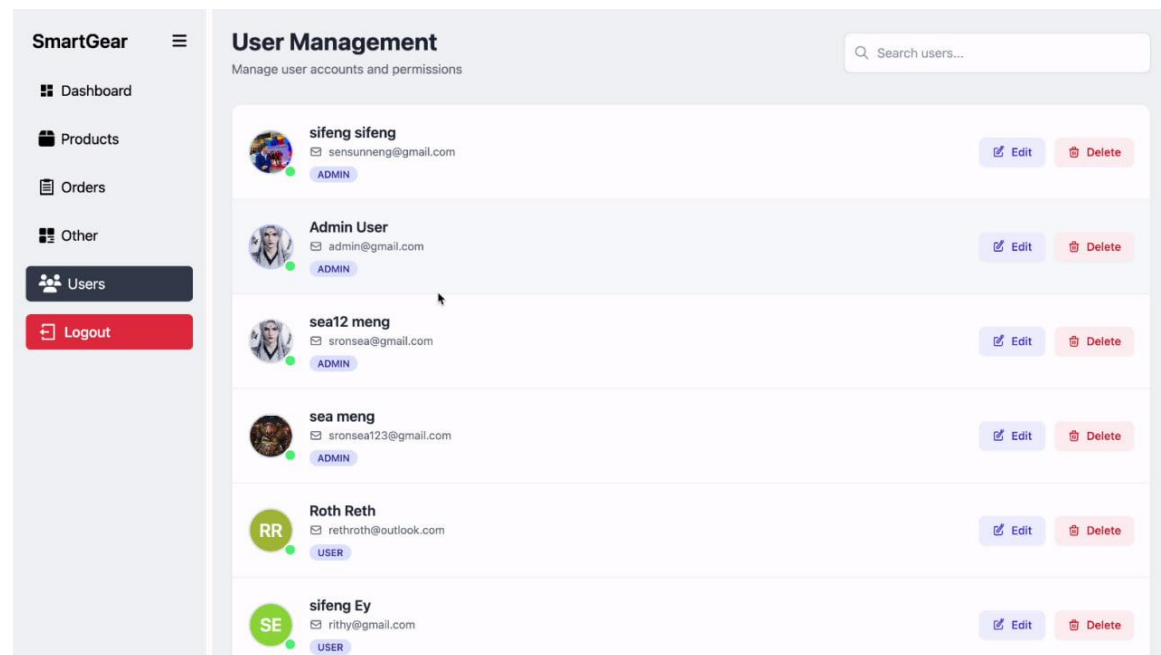 SmartGear
Dashboard
Products
Orders
Other
Users
Logout
User Management
Manage user accounts and permissions
Search users...
sifeng sifeng
sensunneng@gmail.com
ADMIN
Edit
Delete
Admin User
admin@gmail.com
ADMIN
Edit
Delete
sea12 meng
sronsea@gmail.com
ADMIN
Edit
Delete
sea meng
sronsea123@gmail.com
ADMIN
Edit
Delete
RR
Roth Reth
rethroth@outlook.com
USER
Edit
Delete
SE
sifeng Ey
rithy@gmail.com
USER
Edit
Delete